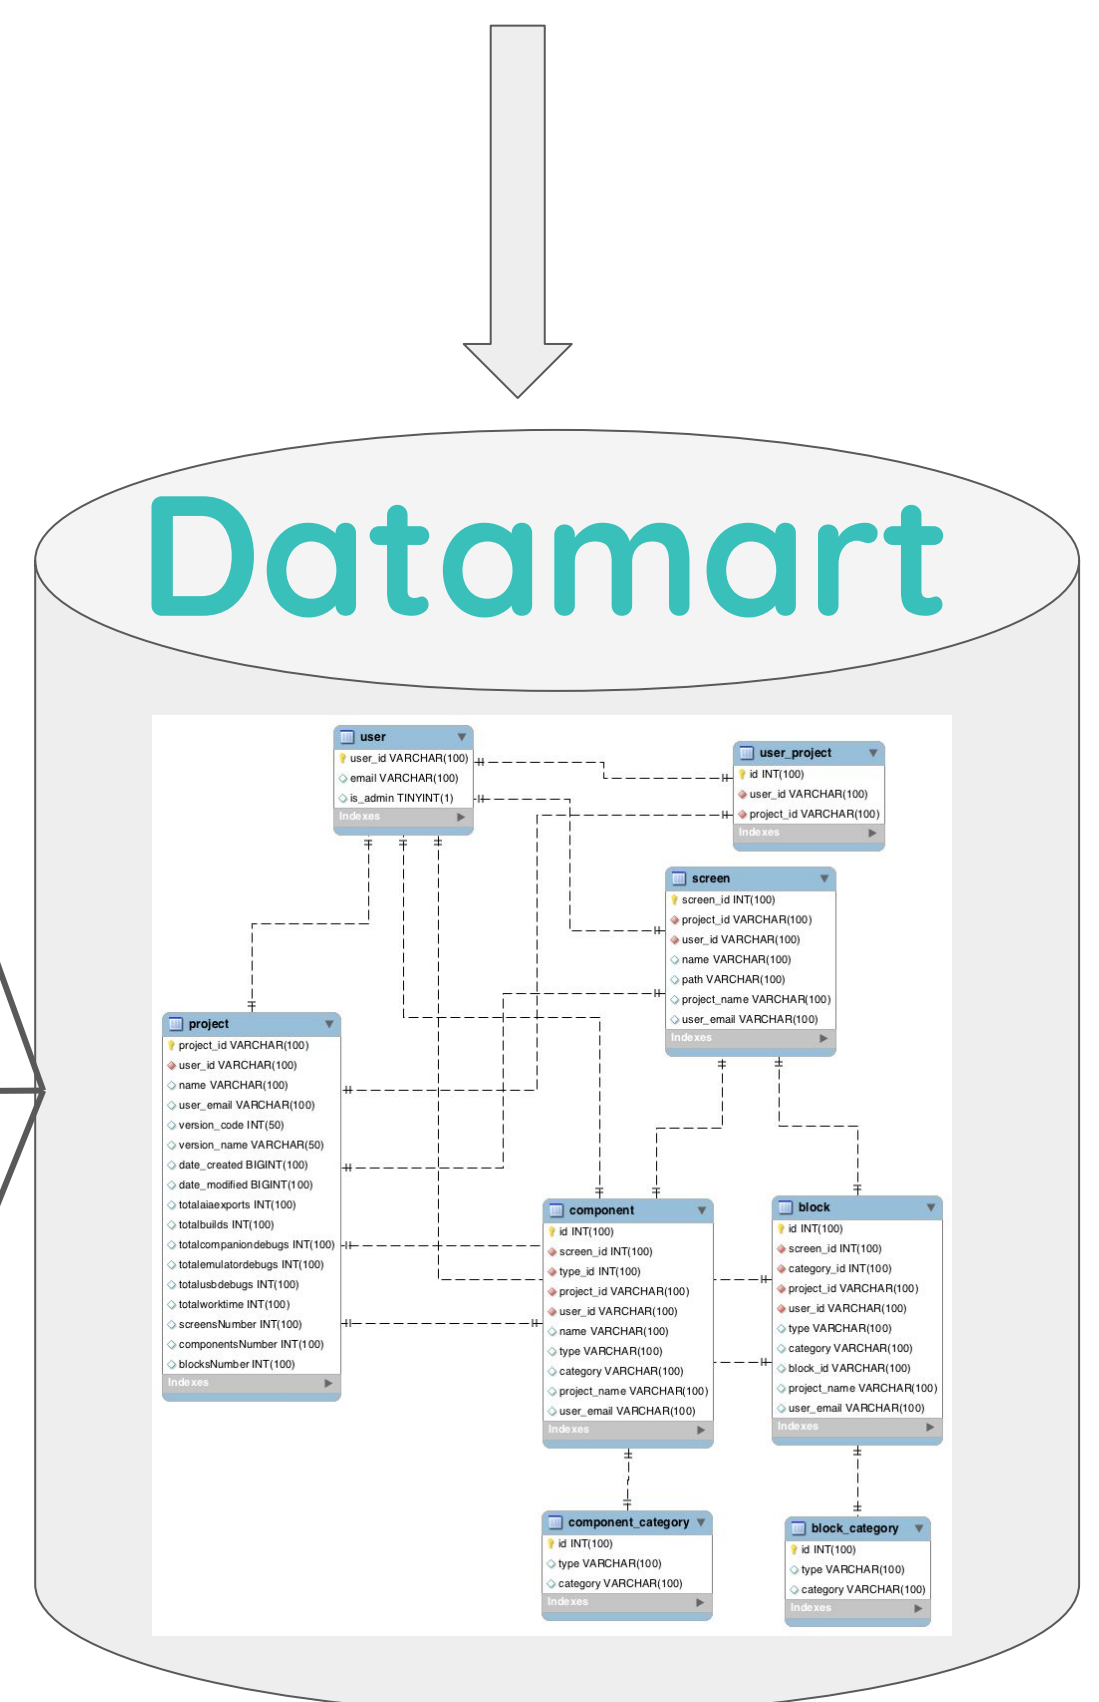 Datamart
user
user_id VARCHAR(100)
email VARCHAR(100)
is_admin TINYINT(1)
Indexes
user_project
id INT(100)
user_id VARCHAR(100)
project_id VARCHAR(100)
Indexes
screen
screen_id INT(100)
project_id VARCHAR(100)
user_id VARCHAR(100)
name VARCHAR(100)
path VARCHAR(100)
project_name VARCHAR(100)
user_email VARCHAR(100)
Indexes
project
project_id VARCHAR(100)
user_id VARCHAR(100)
name VARCHAR(100)
user_email VARCHAR(100)
version_code INT(50)
version_name VARCHAR(50)
date_created BIGINT(100)
date_modified BIGINT(100)
totalaiaexports INT(100)
totalbuilds INT(100)
totalcompaniondebugs INT(100)
totalemulatordebugs INT(100)
totalusbdebugs INT(100)
totalworktime INT(100)
screensNumber INT(100)
componentsNumber INT(100)
blocksNumber INT(100)
Indexes
component
id INT(100)
screen_id INT(100)
type_id INT(100)
project_id VARCHAR(100)
user_id VARCHAR(100)
name VARCHAR(100)
type VARCHAR(100)
category VARCHAR(100)
project_name VARCHAR(100)
user_email VARCHAR(100)
Indexes
block
id INT(100)
screen_id INT(100)
category_id INT(100)
project_id VARCHAR(100)
user_id VARCHAR(100)
type VARCHAR(100)
category VARCHAR(100)
block_id VARCHAR(100)
project_name VARCHAR(100)
user_email VARCHAR(100)
Indexes
component_category
id INT(100)
type VARCHAR(100)
category VARCHAR(100)
Indexes
block_category
id INT(100)
type VARCHAR(100)
category VARCHAR(100)
Indexes